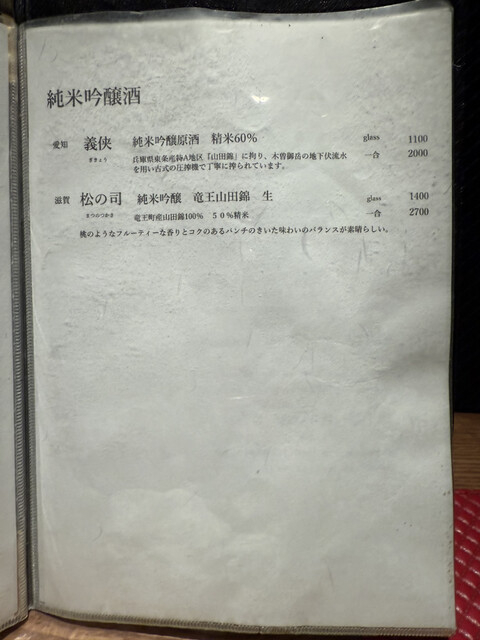 純米吟醸酒
愛知 義侠 純米吟醸原酒 精米60% glass 1100
ぎきょう 兵庫県東条産特A地区『山田錦』に拘り、木曽御岳の地下伏流水 一合 2000
を用い古式の圧搾機で丁寧に搾られています。
滋賀 松の司 純米吟醸 竜王山田錦 生 glass 1400
まつのつかさ 竜王町産山田錦100% 50%精米 一合 2700
桃のようなフルーティーな香りとコクのあるパンチのきいた味わいのバランスが素晴らしい。